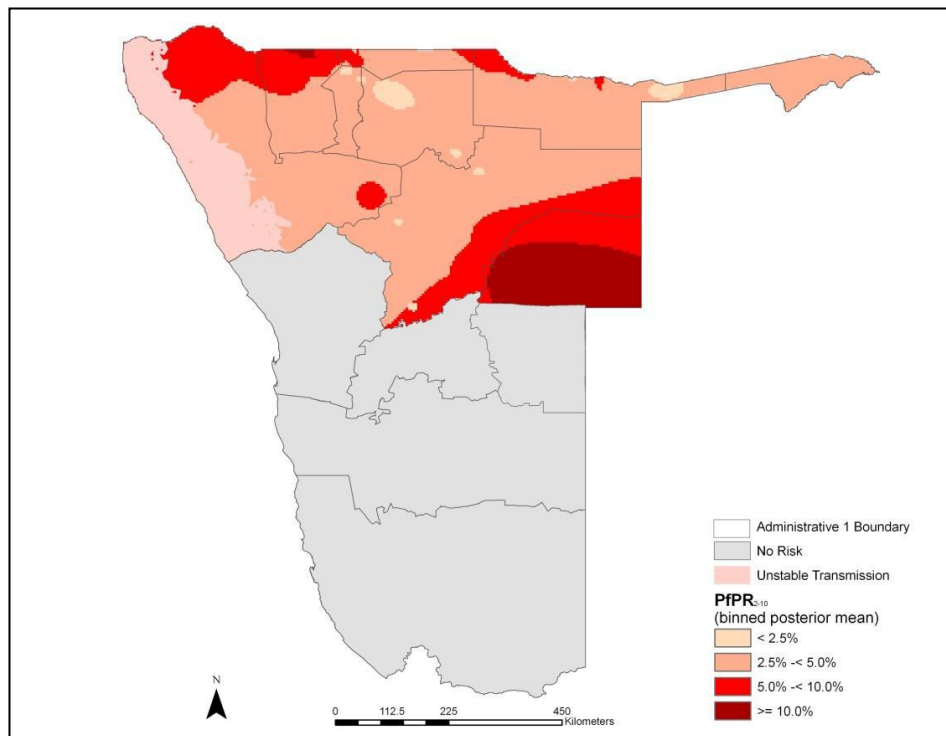 Administrative 1 Boundary
No Risk
Unstable Transmission
PfPR2-10
(binned posterior mean)
< 2.5%
2.5% -< 5.0%
5.0% -< 10.0%
>= 10.0%
N
0 112.5 225 450
Kilometers